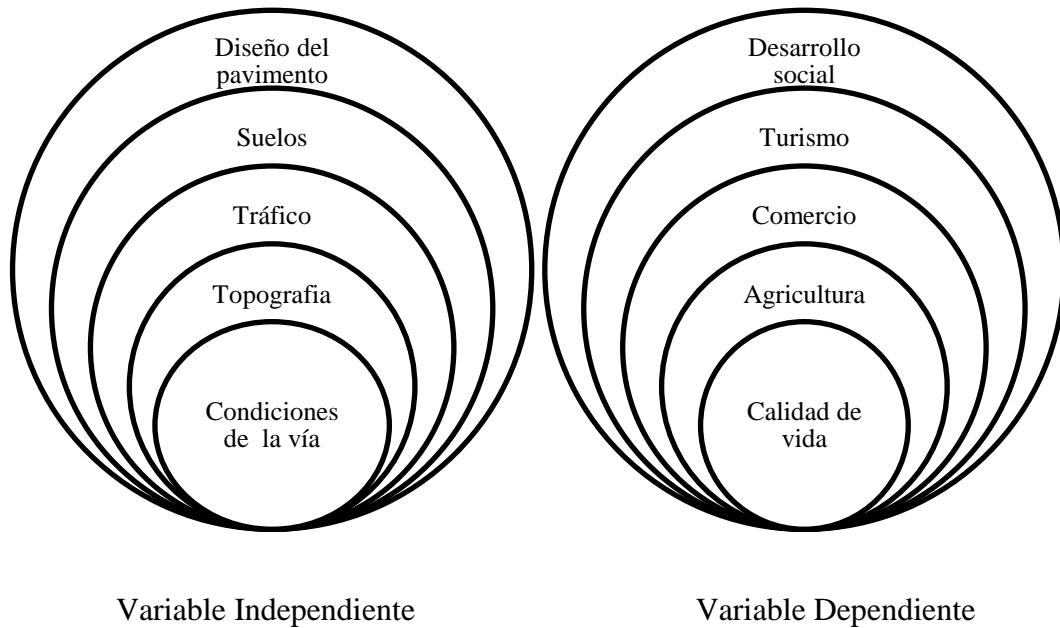 Diseño del
pavimento
Suelos
Tráfico
Topografia
Condiciones
de la vía
Variable Independiente
Desarrollo
social
Turismo
Comercio
Agricultura
Calidad de
vida
Variable Dependiente